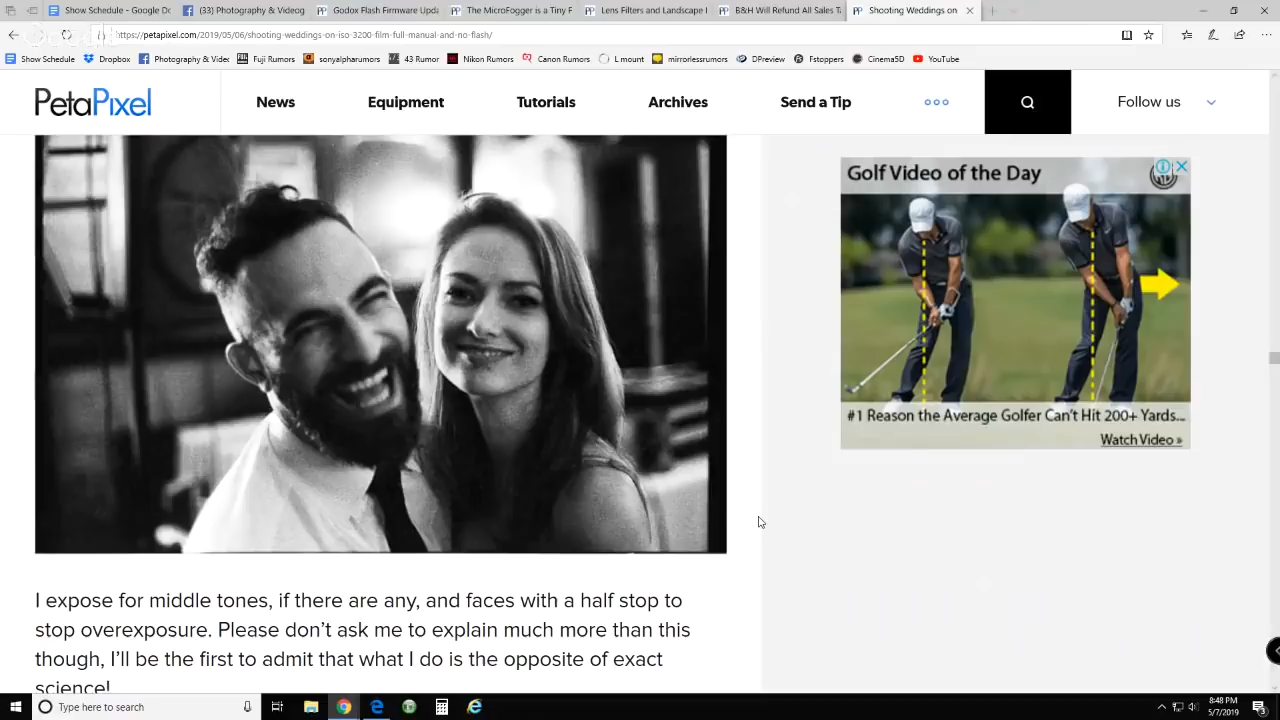 s - Google Dc
(33) Photography & Videog
Godox Flash Firmware Upda
The MicroFogger is a Tiny F
Lens Filters and Landscape I
B&H Will Refund All Sales Ta
Shooting Weddings on
https://petapixel.com/2019/05/06/shooting-weddings-on-iso-3200-film-full-manual-and-no-flash/
Show Schedule Dropbox Photography & Video Fuji Rumors sonyalpharumors 43 Rumor Nikon Rumors Canon Rumors L mount mirrorlessrumors DPreview Fstoppers Cinema5D YouTube
PetaPixel News Equipment Tutorials Archives Send a Tip Follow us
Golf Video of the Day
#1 Reason the Average Golfer Can't Hit 200+ Yards...
Watch Video »
I expose for middle tones, if there are any, and faces with a half stop to
stop overexposure. Please don’t ask me to explain much more than this
though, I’ll be the first to admit that what I do is the opposite of exact
science!
Type here to search
8:48 PM
5/7/2019